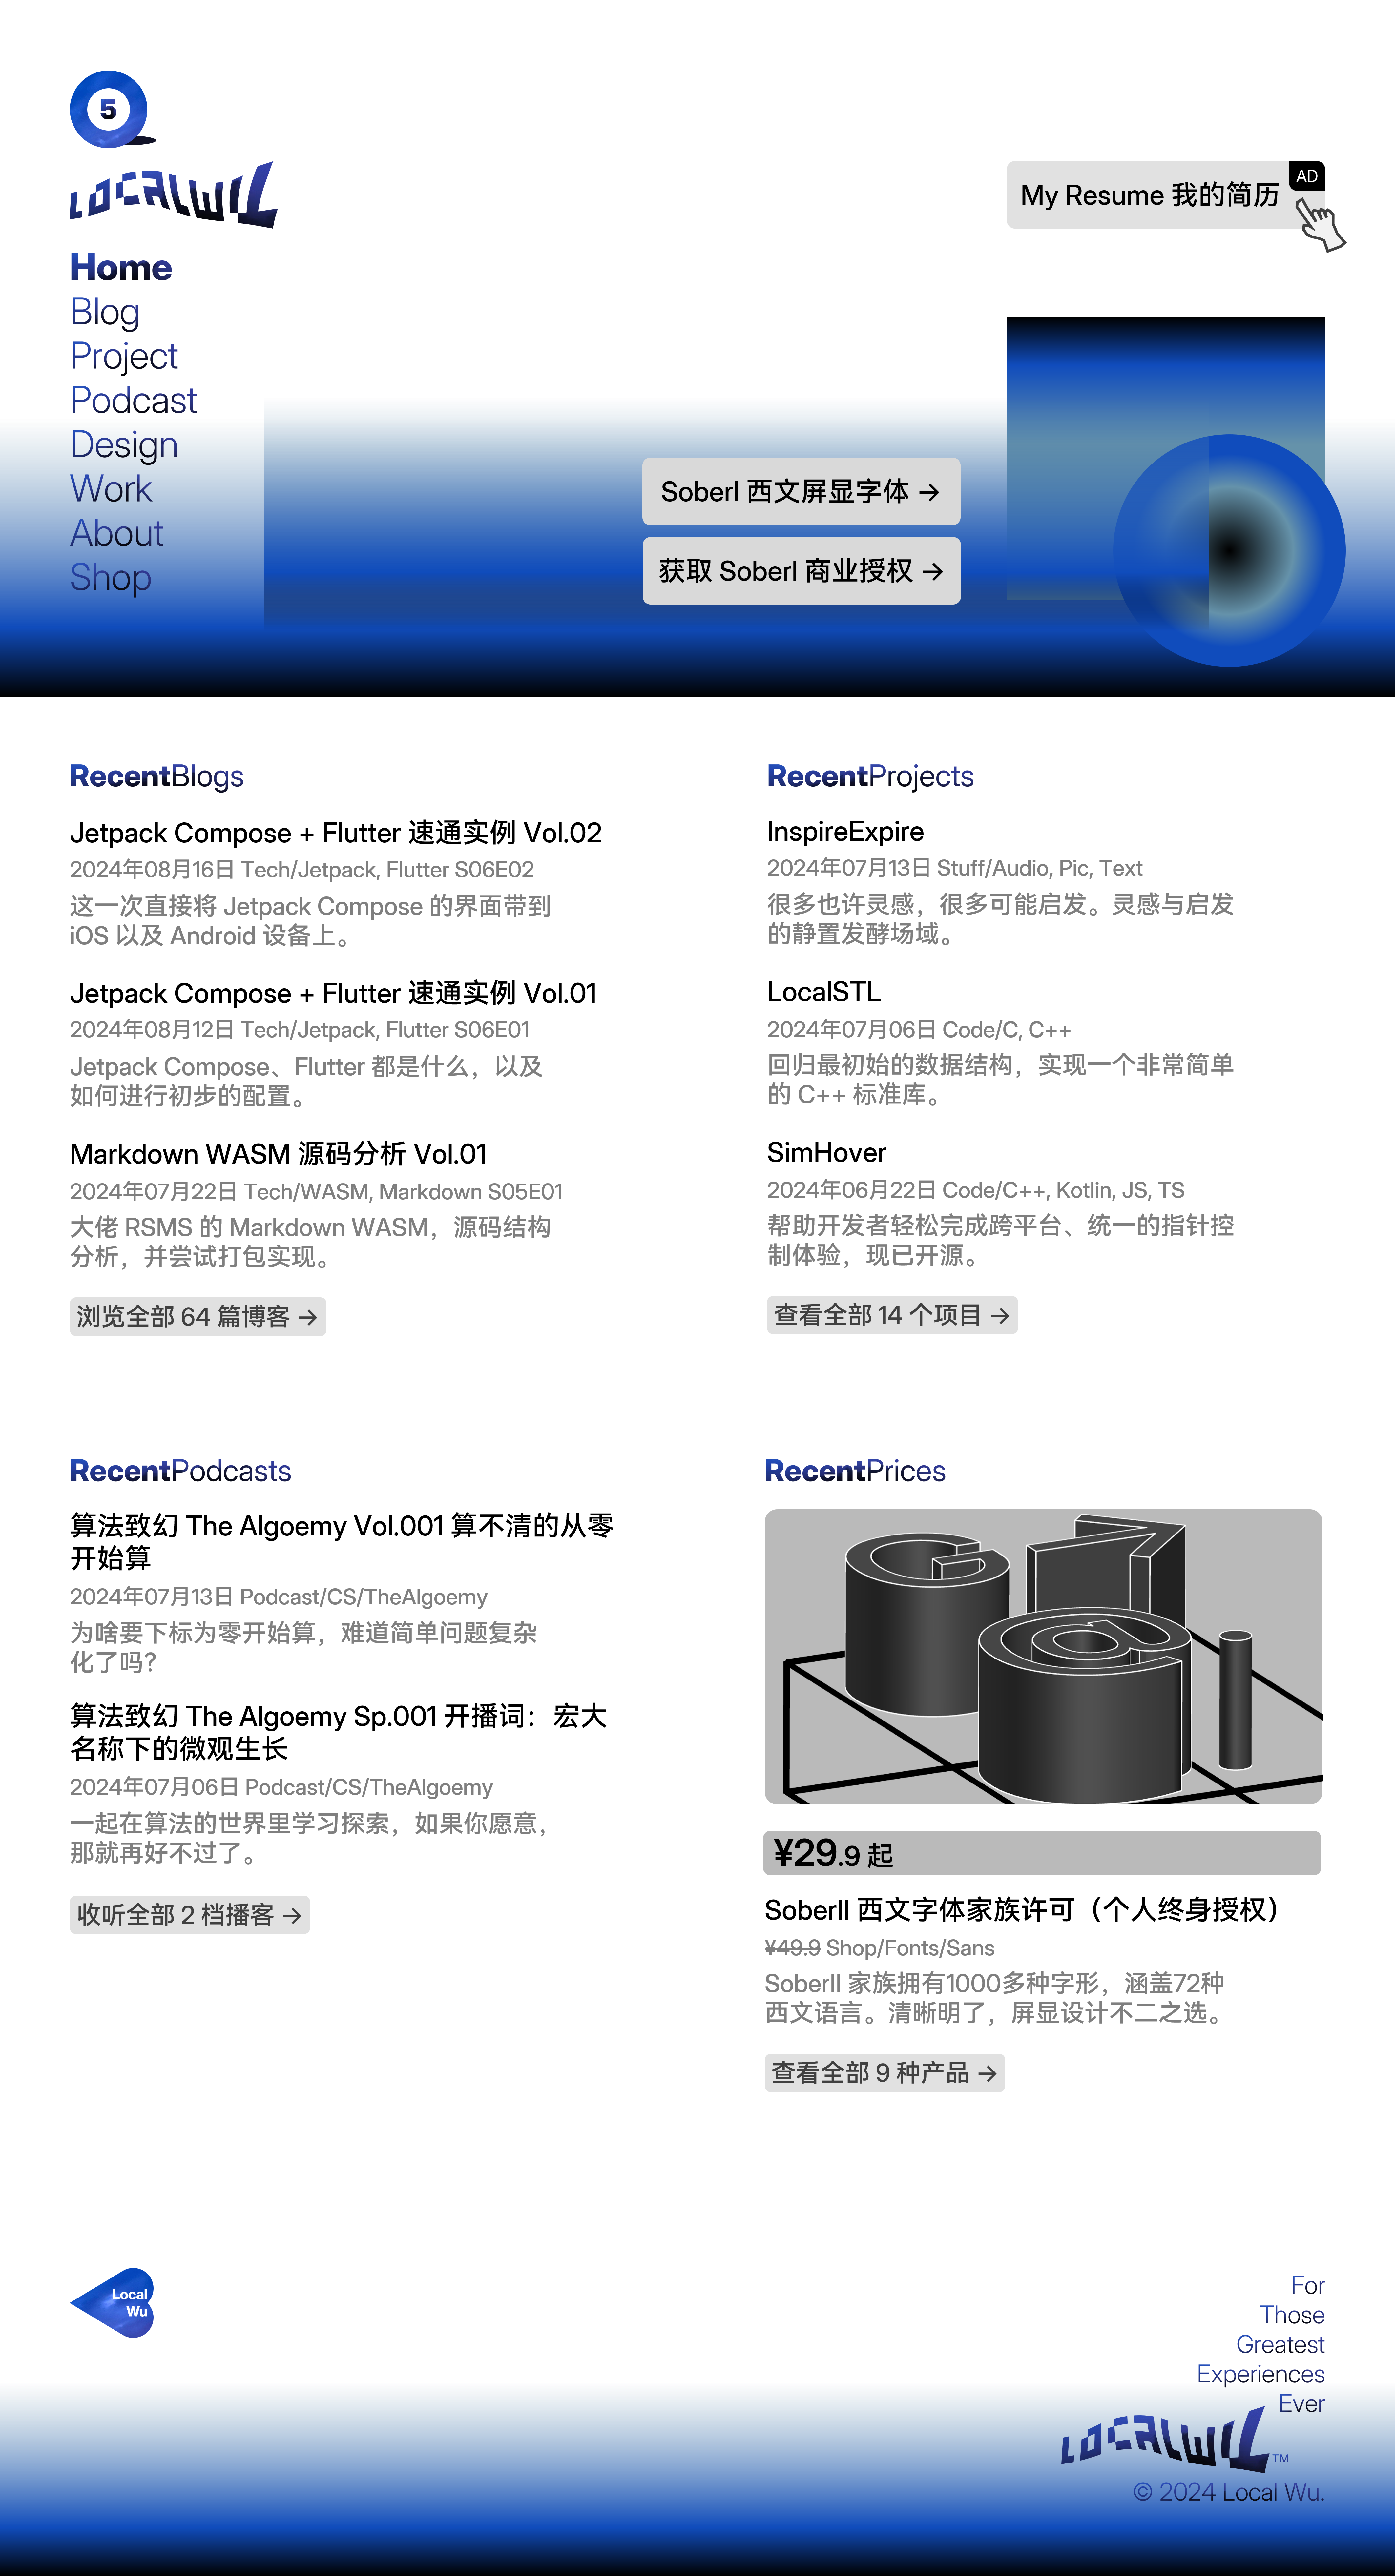 5
LOCALWU
My Resume 我的简历
AD
Home
Blog
Project
Podcast
Design
Work
About
Shop
Soberl 西文屏显字体 →
获取 Soberl 商业授权 →
RecentBlogs
Jetpack Compose + Flutter 速通实例 Vol.02
2024年08月16日 Tech/Jetpack, Flutter S06E02
这一次直接将 Jetpack Compose 的界面带到
iOS 以及 Android 设备上。
Jetpack Compose + Flutter 速通实例 Vol.01
2024年08月12日 Tech/Jetpack, Flutter S06E01
Jetpack Compose、Flutter 都是什么，以及
如何进行初步的配置。
Markdown WASM 源码分析 Vol.01
2024年07月22日 Tech/WASM, Markdown S05E01
大佬 RSMS 的 Markdown WASM，源码结构
分析，并尝试打包实现。
浏览全部 64 篇博客 →
RecentProjects
InspireExpire
2024年07月13日 Stuff/Audio, Pic, Text
很多也许灵感，很多可能启发。灵感与启发
的静置发酵场域。
LocalSTL
2024年07月06日 Code/C, C++
回归最初始的数据结构，实现一个非常简单
的 C++ 标准库。
SimHover
2024年06月22日 Code/C++, Kotlin, JS, TS
帮助开发者轻松完成跨平台、统一的指针控
制体验，现已开源。
查看全部 14 个项目 →
RecentPodcasts
算法致幻 The Algoemy Vol.001 算不清的从零
开始算
2024年07月13日 Podcast/CS/TheAlgoemy
为啥要下标为零开始算，难道简单问题复杂
化了吗？
算法致幻 The Algoemy Sp.001 开播词：宏大
名称下的微观生长
2024年07月06日 Podcast/CS/TheAlgoemy
一起在算法的世界里学习探索，如果你愿意，
那就再好不过了。
收听全部 2 档播客 →
RecentPrices
¥29.9 起
SoberII 西文字体家族许可（个人终身授权）
¥49.9 Shop/Fonts/Sans
SoberII 家族拥有1000多种字形，涵盖72种
西文语言。清晰明了，屏显设计不二之选。
查看全部 9 种产品 →
Local
Wu
For
Those
Greatest
Experiences
Ever
LOCALWU™
© 2024 Local Wu.